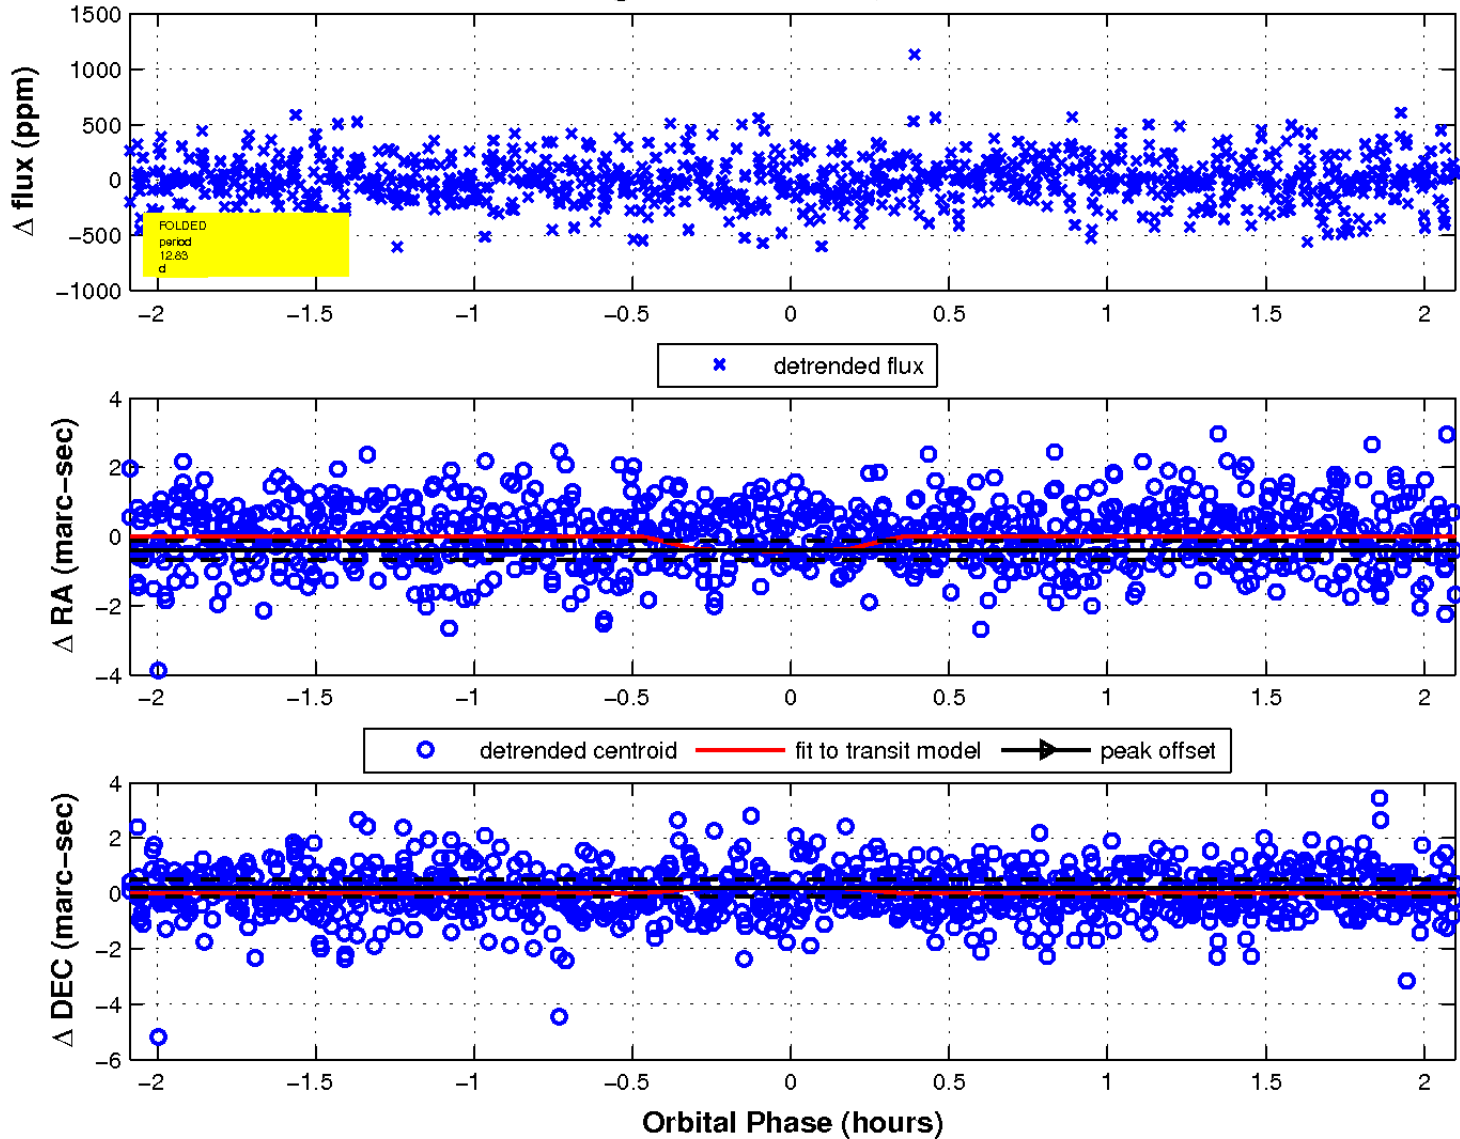 1500
1000
500
0
−500
−1000
Δ flux (ppm)
FOLDED
period
12.83
d
−2 −1.5 −1 −0.5 0 0.5 1 1.5 2
detrended flux
4
2
0
−2
−4
Δ RA (marc−sec)
−2 −1.5 −1 −0.5 0 0.5 1 1.5 2
detrended centroid fit to transit model peak offset
4
2
0
−2
−4
−6
Δ DEC (marc−sec)
−2 −1.5 −1 −0.5 0 0.5 1 1.5 2
Orbital Phase (hours)